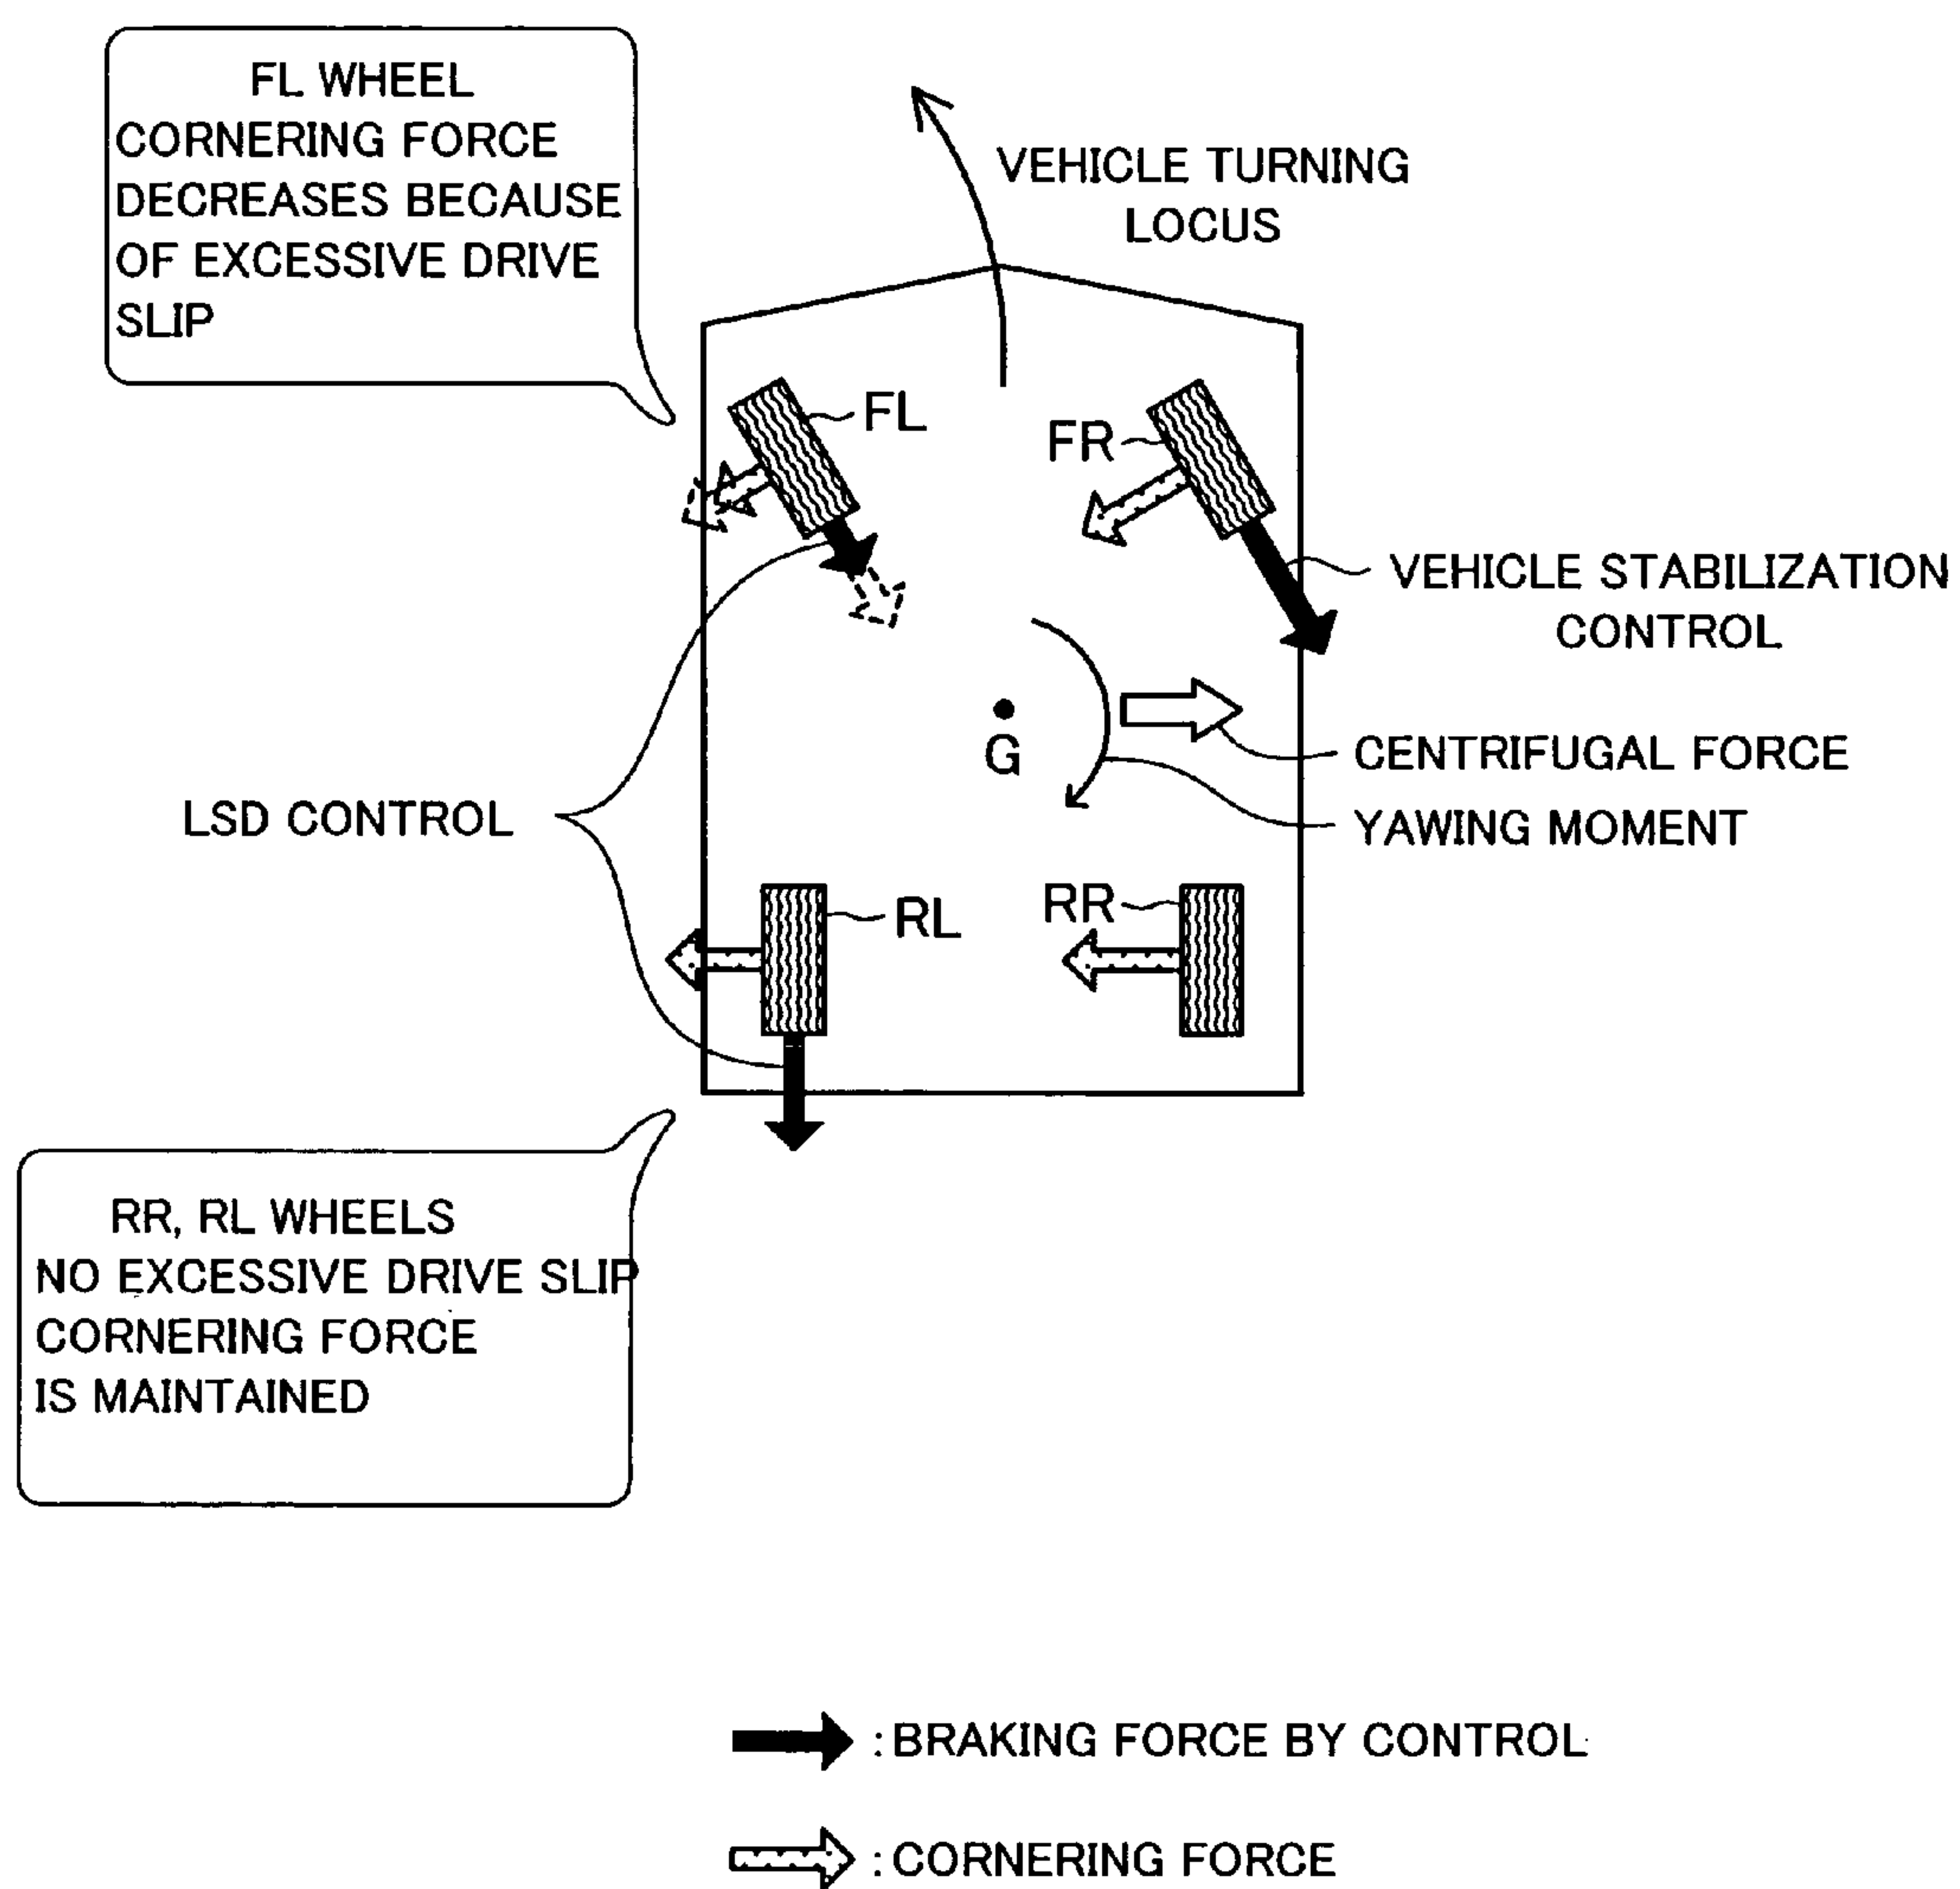 FL WHEEL
CORNERING FORCE
DECREASES BECAUSE
OF EXCESSIVE DRIVE
SLIP
VEHICLE TURNING
LOCUS
FL
FR
VEHICLE STABILIZATION
CONTROL
G
CENTRIFUGAL FORCE
YAWING MOMENT
LSD CONTROL
RL
RR
RR, RL WHEELS
NO EXCESSIVE DRIVE SLIP
CORNERING FORCE
IS MAINTAINED
: BRAKING FORCE BY CONTROL
: CORNERING FORCE